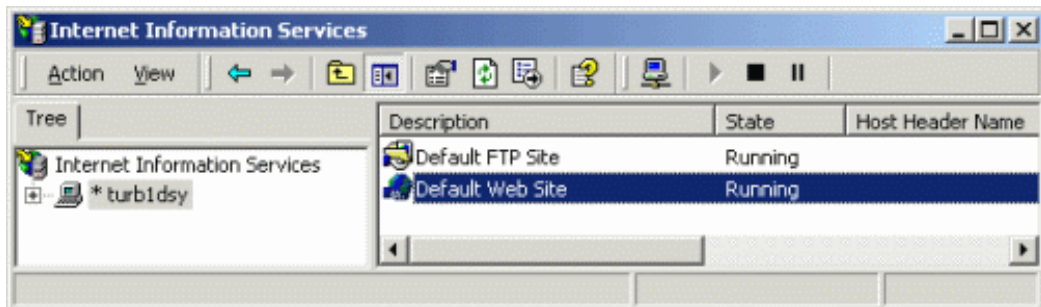 Internet Information Services
Action View
Tree
Description State Host Header Name
Internet Information Services
* turb1dsy
Default FTP Site Running
Default Web Site Running